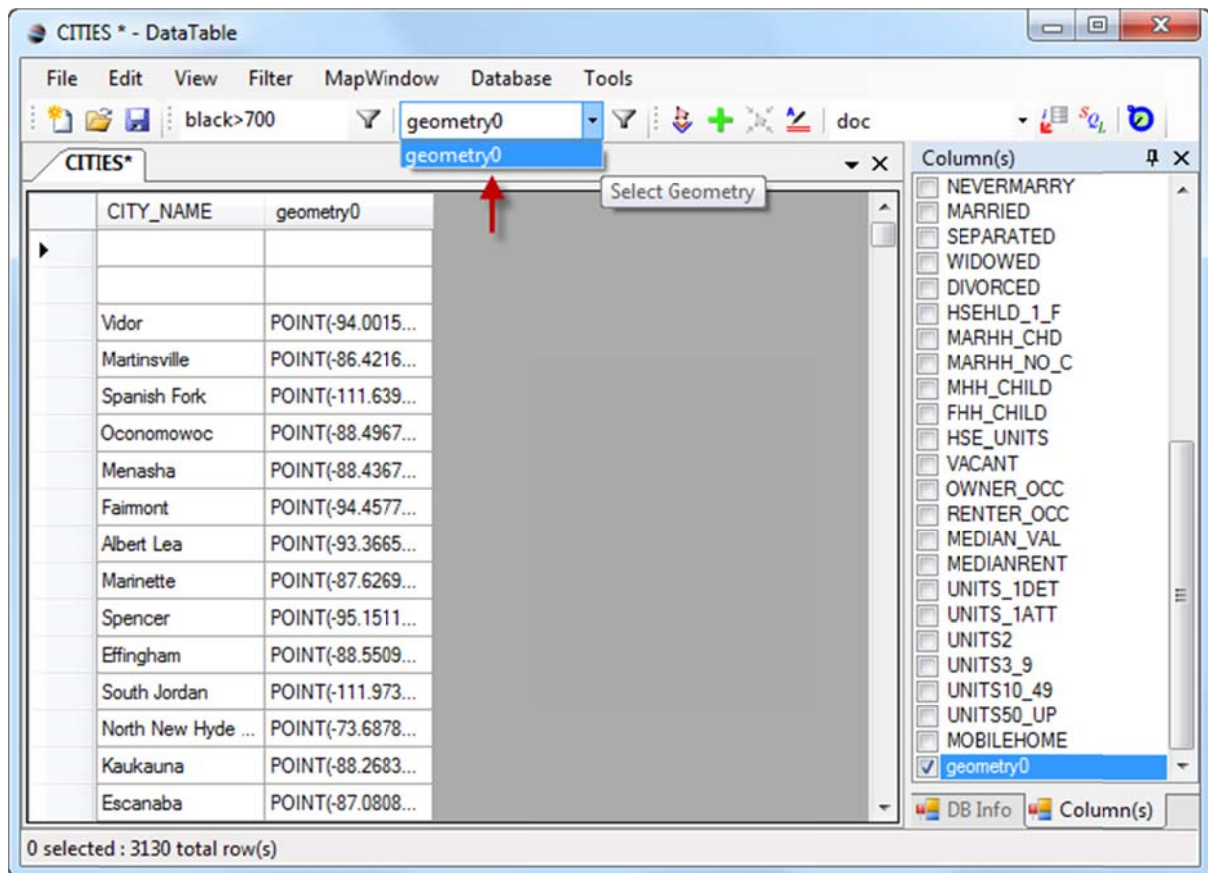 CITIES * - DataTable
File Edit View Filter MapWindow Database Tools
black>700 geometry0 doc SQL
geometry0
Select Geometry
CITIES*
CITY_NAME geometry0
Vidor POINT(-94.0015...
Martinsville POINT(-86.4216...
Spanish Fork POINT(-111.639...
Oconomowoc POINT(-88.4967...
Menasha POINT(-88.4367...
Fairmont POINT(-94.4577...
Albert Lea POINT(-93.3665...
Marinette POINT(-87.6269...
Spencer POINT(-95.1511...
Effingham POINT(-88.5509...
South Jordan POINT(-111.973...
North New Hyde ... POINT(-73.6878...
Kaukauna POINT(-88.2683...
Escanaba POINT(-87.0808...
Column(s)
NEVERMARRY
MARRIED
SEPARATED
WIDOWED
DIVORCED
HSEHLD_1_F
MARHH_CHD
MARHH_NO_C
MHH_CHILD
FHH_CHILD
HSE_UNITS
VACANT
OWNER_OCC
RENTER_OCC
MEDIAN_VAL
MEDIANRENT
UNITS_1DET
UNITS_1ATT
UNITS2
UNITS3_9
UNITS10_49
UNITS50_UP
MOBILEHOME
geometry0
DB Info Column(s)
0 selected : 3130 total row(s)